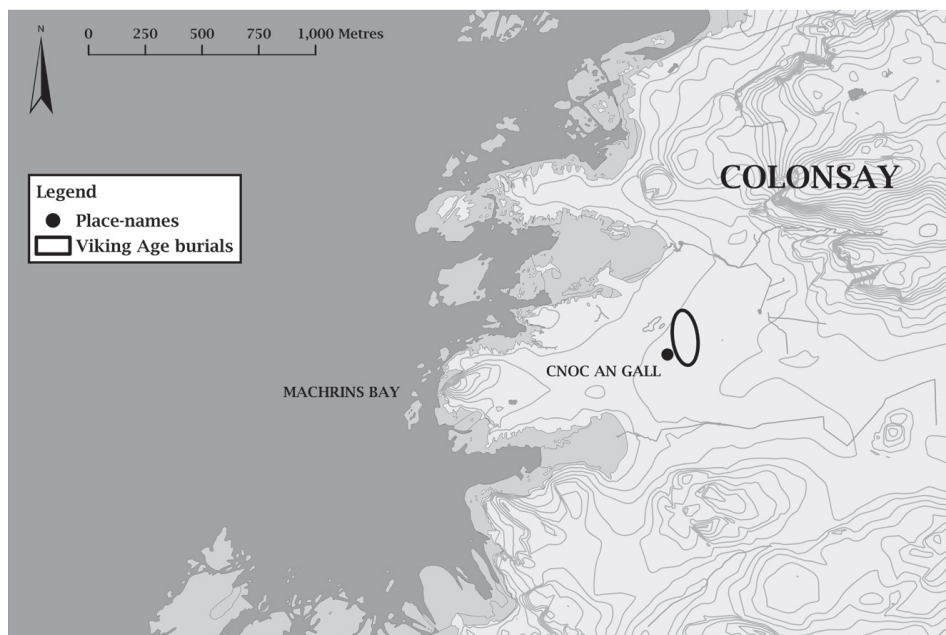 N
0 250 500 750 1,000 Metres
Legend
Place-names
Viking Age burials
COLONSAY
CNOC AN GALL
MACHRINS BAY